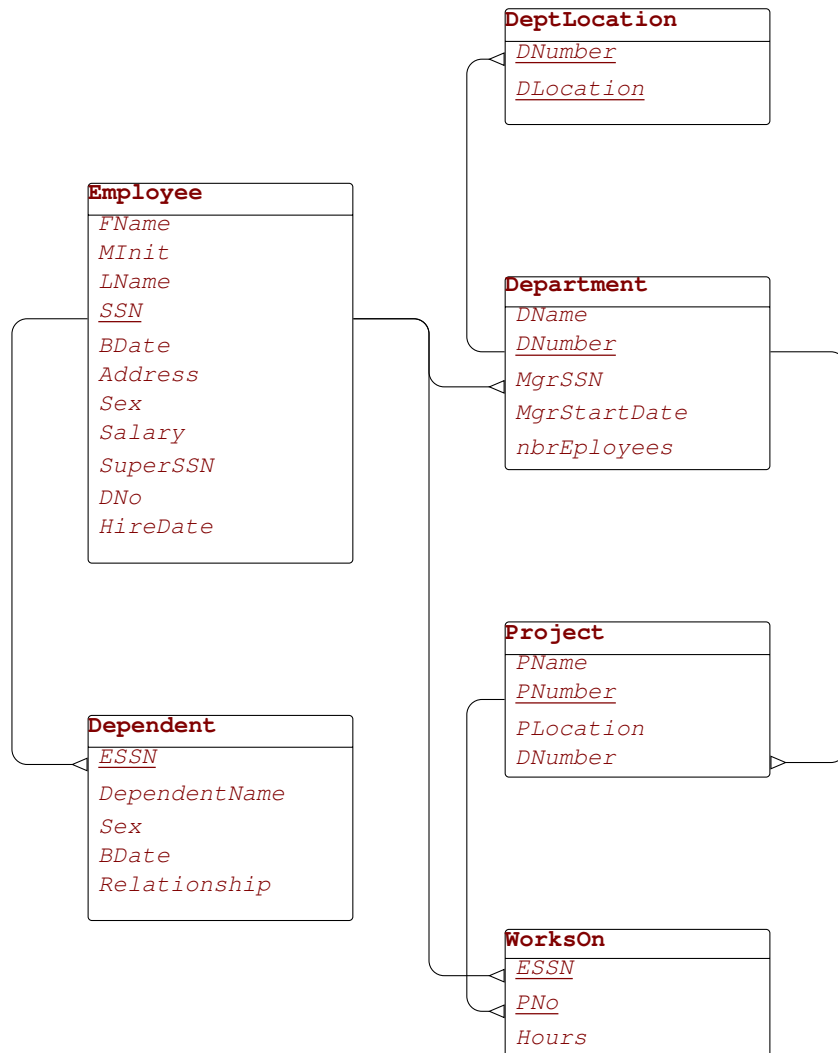 DeptLocation
DNumber
DLocation
Employee
FName
MInit
LName
SSN
BDate
Address
Sex
Salary
SuperSSN
DNo
HireDate
Department
DName
DNumber
MgrSSN
MgrStartDate
nbrEployees
Project
PName
PNumber
PLocation
DNumber
Dependent
ESSN
DependentName
Sex
BDate
Relationship
WorksOn
ESSN
PNo
Hours